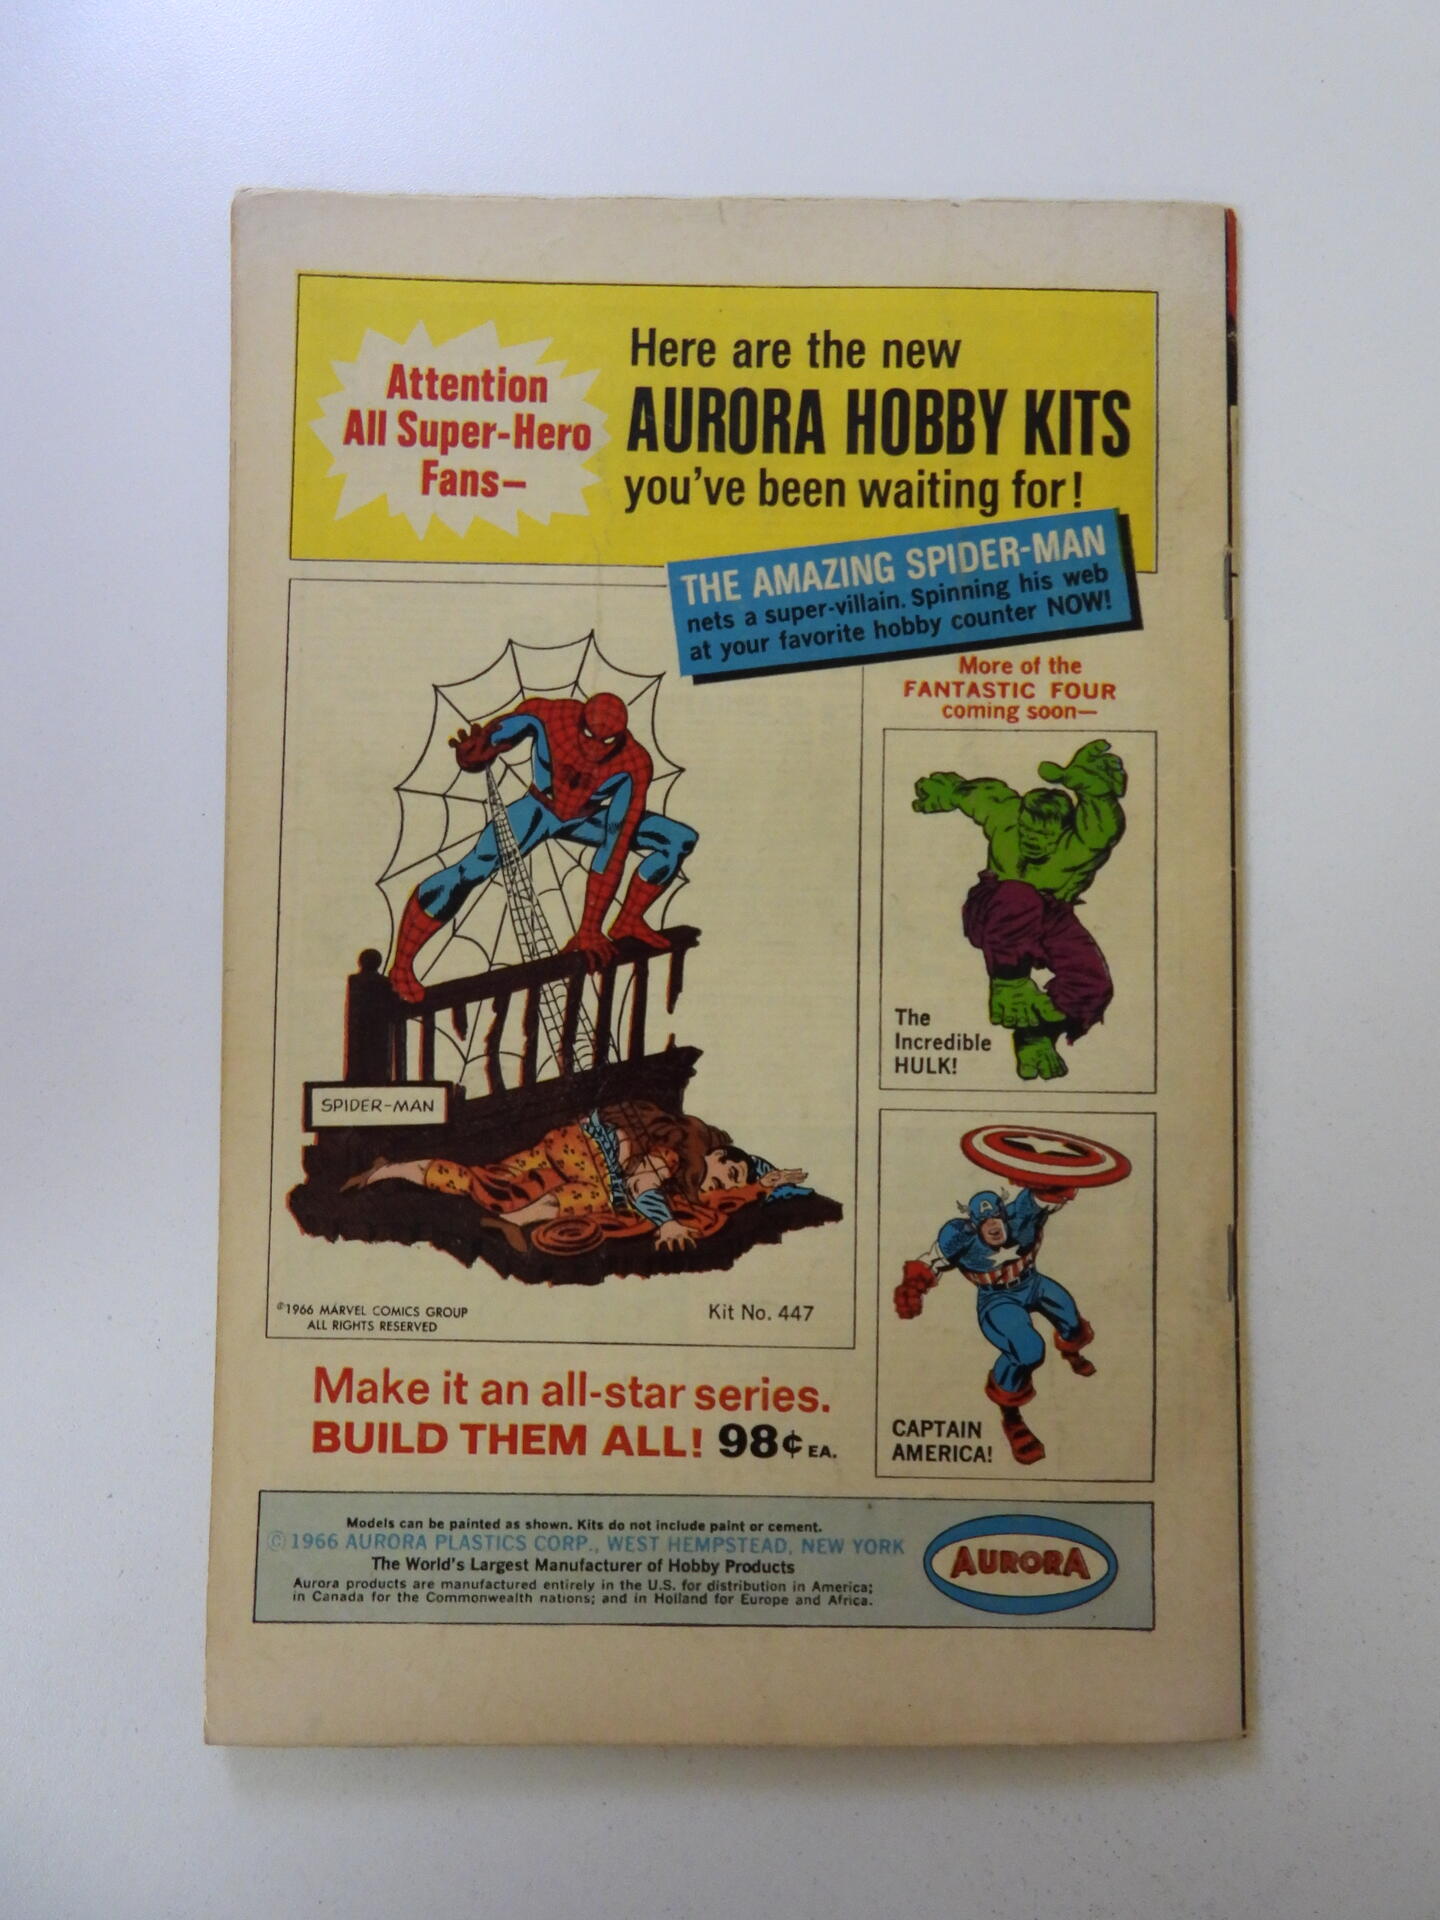 Attention
All Super-Hero
Fans—
Here are the new
AURORA HOBBY KITS
you've been waiting for!
THE AMAZING SPIDER-MAN
nets a super-villain. Spinning his web
at your favorite hobby counter NOW!
More of the
FANTASTIC FOUR
coming soon—
The
Incredible
HULK!
SPIDER-MAN
©1966 MARVEL COMICS GROUP
ALL RIGHTS RESERVED
Kit No. 447
A
CAPTAIN
AMERICA!
Make it an all-star series.
BUILD THEM ALL! 98¢ EA.
Models can be painted as shown. Kits do not include paint or cement.
©1966 AURORA PLASTICS CORP., WEST HEMPSTEAD, NEW YORK
The World's Largest Manufacturer of Hobby Products
Aurora products are manufactured entirely in the U.S. for distribution in America;
in Canada for the Commonwealth nations; and in Holland for Europe and Africa.
AURORA